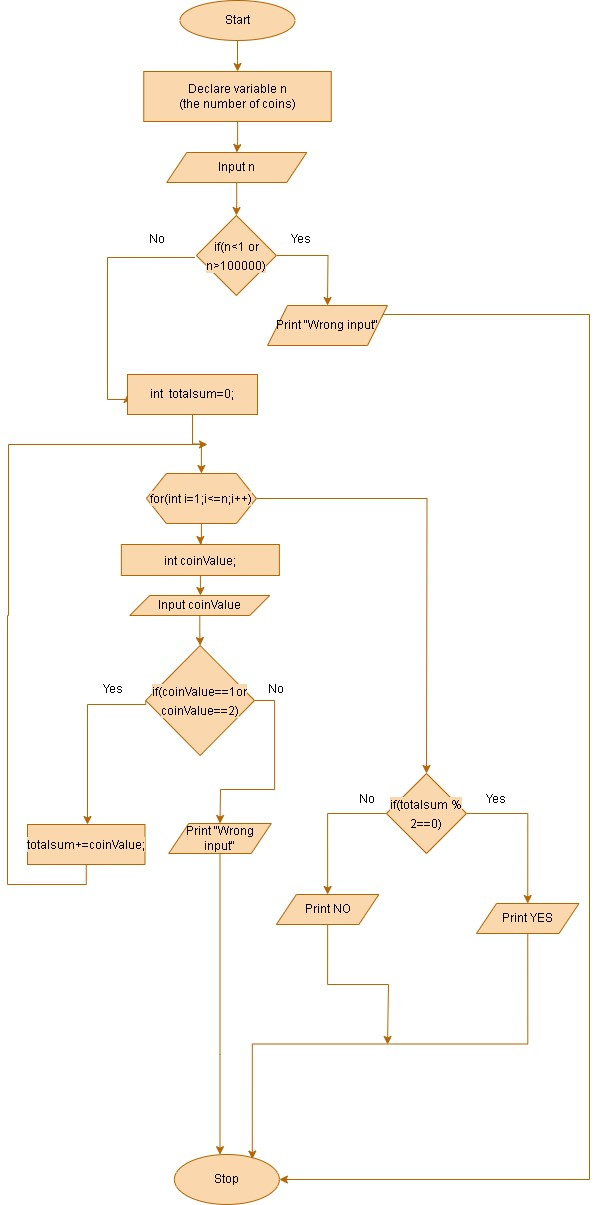 Start
Declare variable n
(the number of coins)
Input n
No
Yes
if(n<1 or
n>100000)
Print "Wrong input"
int totalsum=0;
for(int i=1;i<=n;i++)
int coinValue;
Input coinValue
Yes
No
if(coinValue==1or
coinValue==2)
No
Yes
if(totalsum %
2==0)
totalsum+=coinValue;
Print "Wrong
input"
Print NO
Print YES
Stop